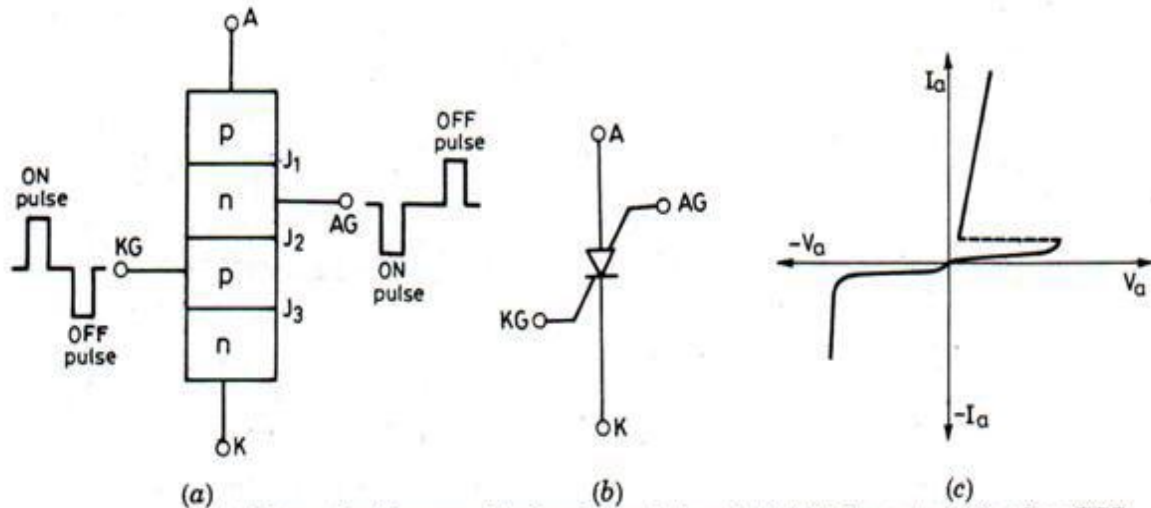 A
p
J1
OFF
pulse
n
AG
J2
ON
pulse
ON
pulse
KG
p
J3
OFF
pulse
n
K
(a)
A
AG
KG
K
(b)
Ia
-Va
Va
-Ia
(c)